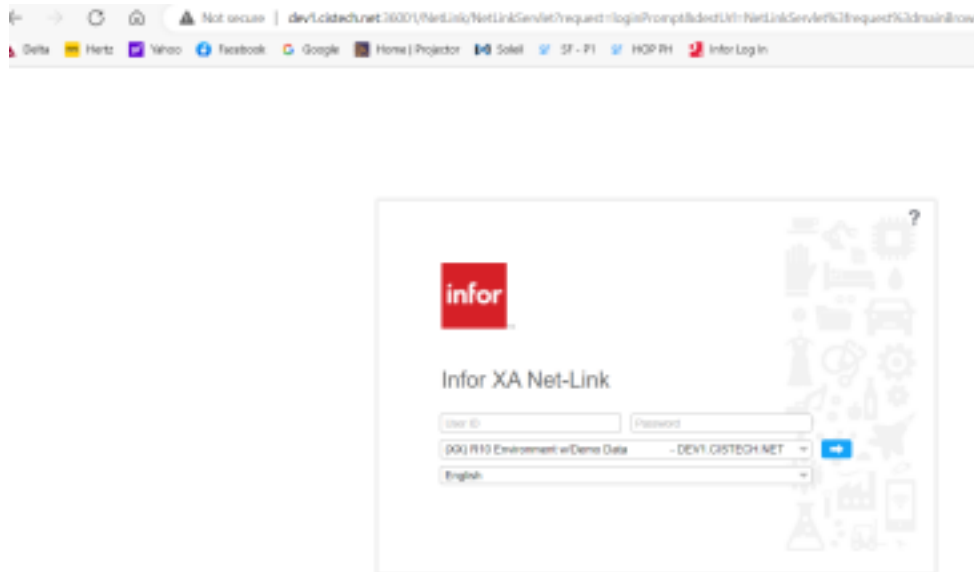 Not secure | dev1.cistech.net:36001/NetLink/NetLinkServlet?request=loginPrompt&destUrl=NetLinkServlet%3frequest%3dmainBrow
Delta Hertz Yahoo Facebook Google Home | Projector Soleil SF - P1 HOP PH Infor Log In
?
infor
Infor XA Net-Link
User ID Password
R10 Environment w/Demo Data - DEV1.CISTECH.NET
English